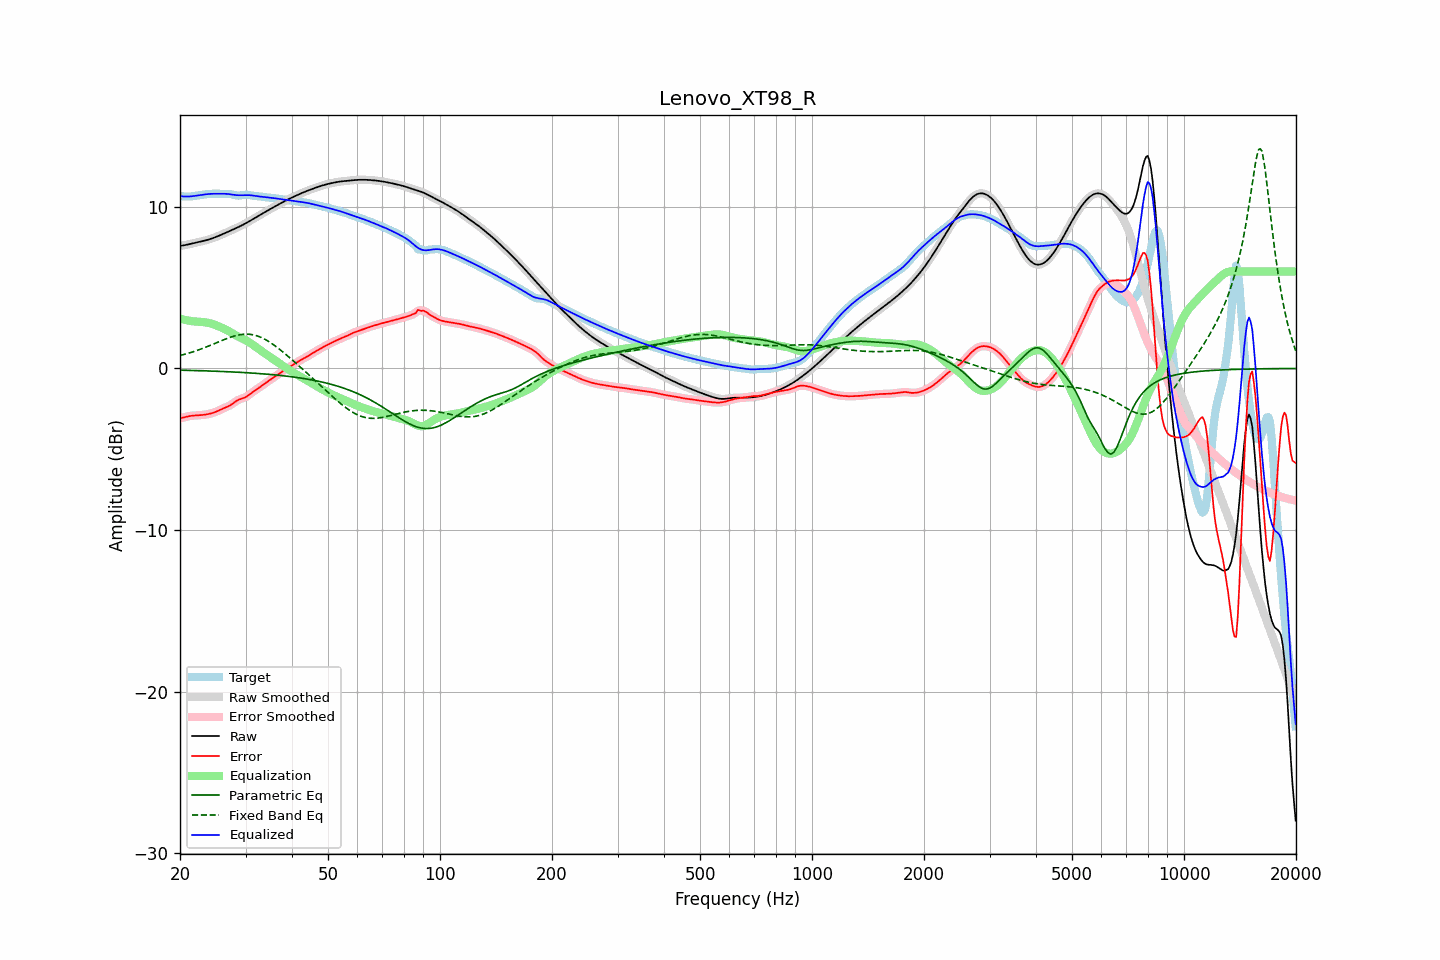 Lenovo_XT98_R
Amplitude (dBr)
10
0
−10
−20
−30
Target
Raw Smoothed
Error Smoothed
Raw
Error
Equalization
Parametric Eq
Fixed Band Eq
Equalized
20 50 100 200 500 1000 2000 5000 10000 20000
Frequency (Hz)